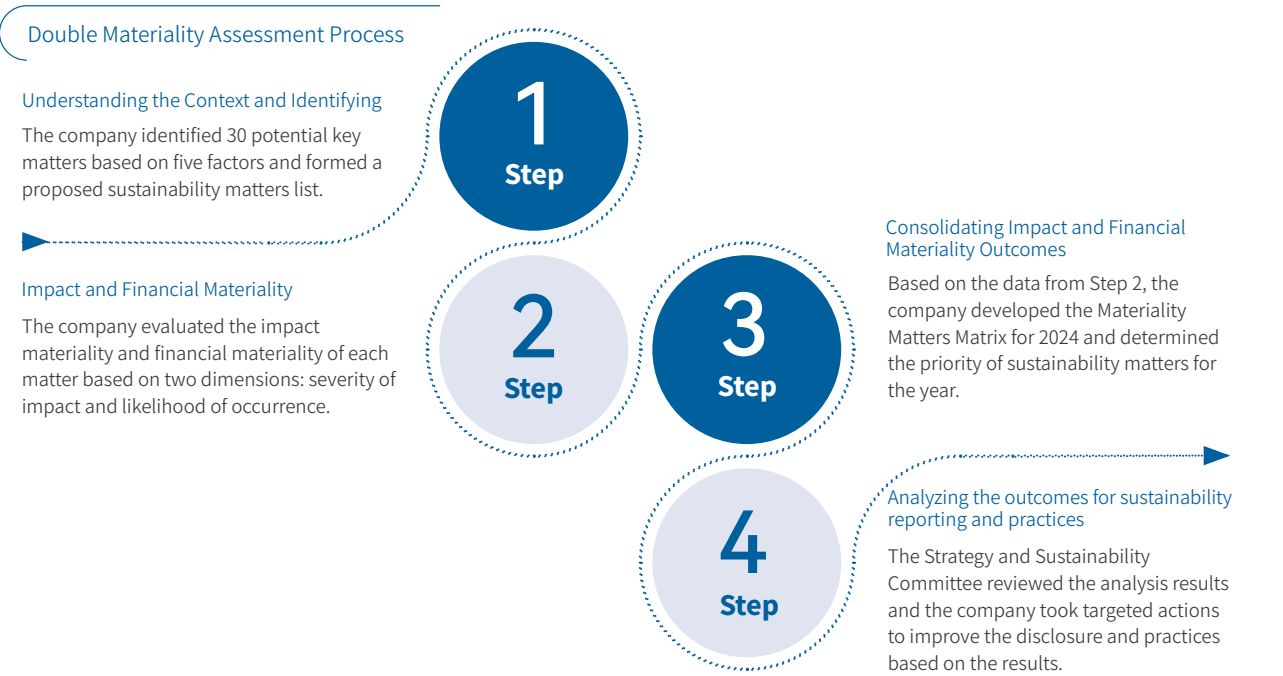 Double Materiality Assessment Process
Understanding the Context and Identifying
The company identified 30 potential key
matters based on five factors and formed a
proposed sustainability matters list.
1
Step
Impact and Financial Materiality
The company evaluated the impact
materiality and financial materiality of each
matter based on two dimensions: severity of
impact and likelihood of occurrence.
2
Step
3
Step
Consolidating Impact and Financial
Materiality Outcomes
Based on the data from Step 2, the
company developed the Materiality
Matters Matrix for 2024 and determined
the priority of sustainability matters for
the year.
4
Step
Analyzing the outcomes for sustainability
reporting and practices
The Strategy and Sustainability
Committee reviewed the analysis results
and the company took targeted actions
to improve the disclosure and practices
based on the results.